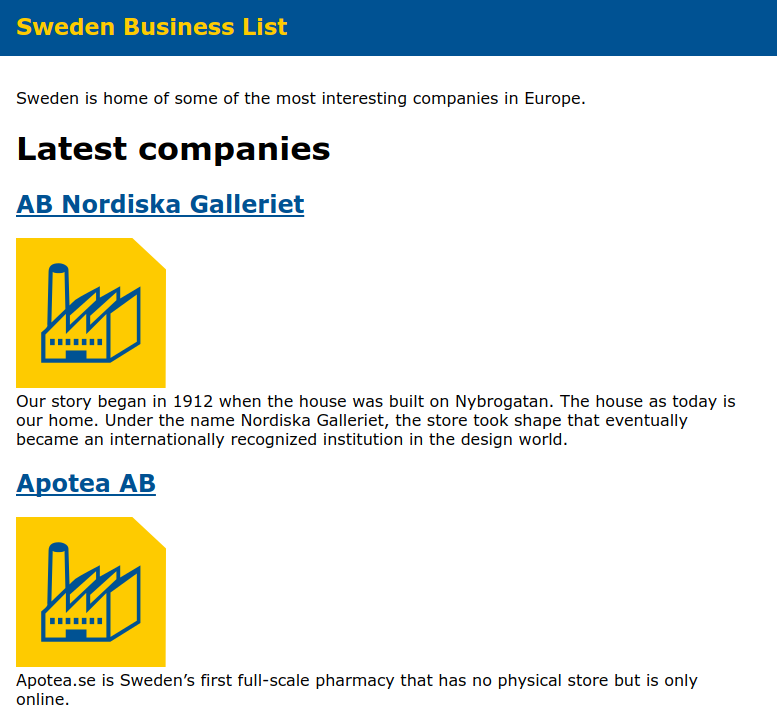 Sweden Business List
Sweden is home of some of the most interesting companies in Europe.
Latest companies
AB Nordiska Galleriet
Our story began in 1912 when the house was built on Nybrogatan. The house as today is
our home. Under the name Nordiska Galleriet, the store took shape that eventually
became an internationally recognized institution in the design world.
Apotea AB
Apotea.se is Sweden’s first full-scale pharmacy that has no physical store but is only
online.